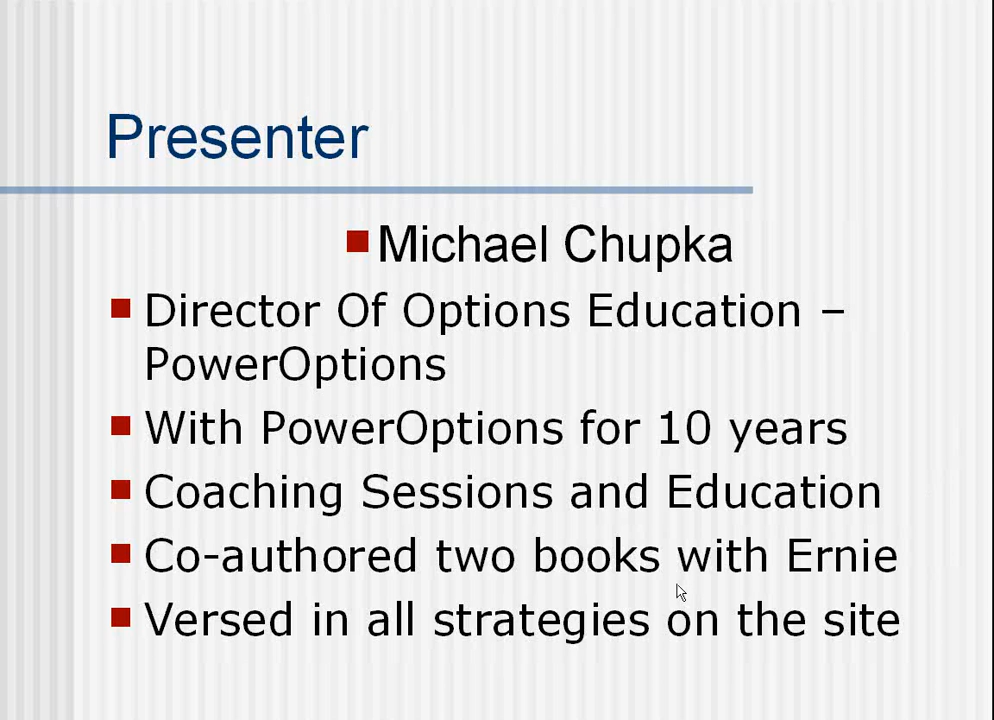 Presenter
Michael Chupka
Director Of Options Education –
PowerOptions
With PowerOptions for 10 years
Coaching Sessions and Education
Co-authored two books with Ernie
Versed in all strategies on the site